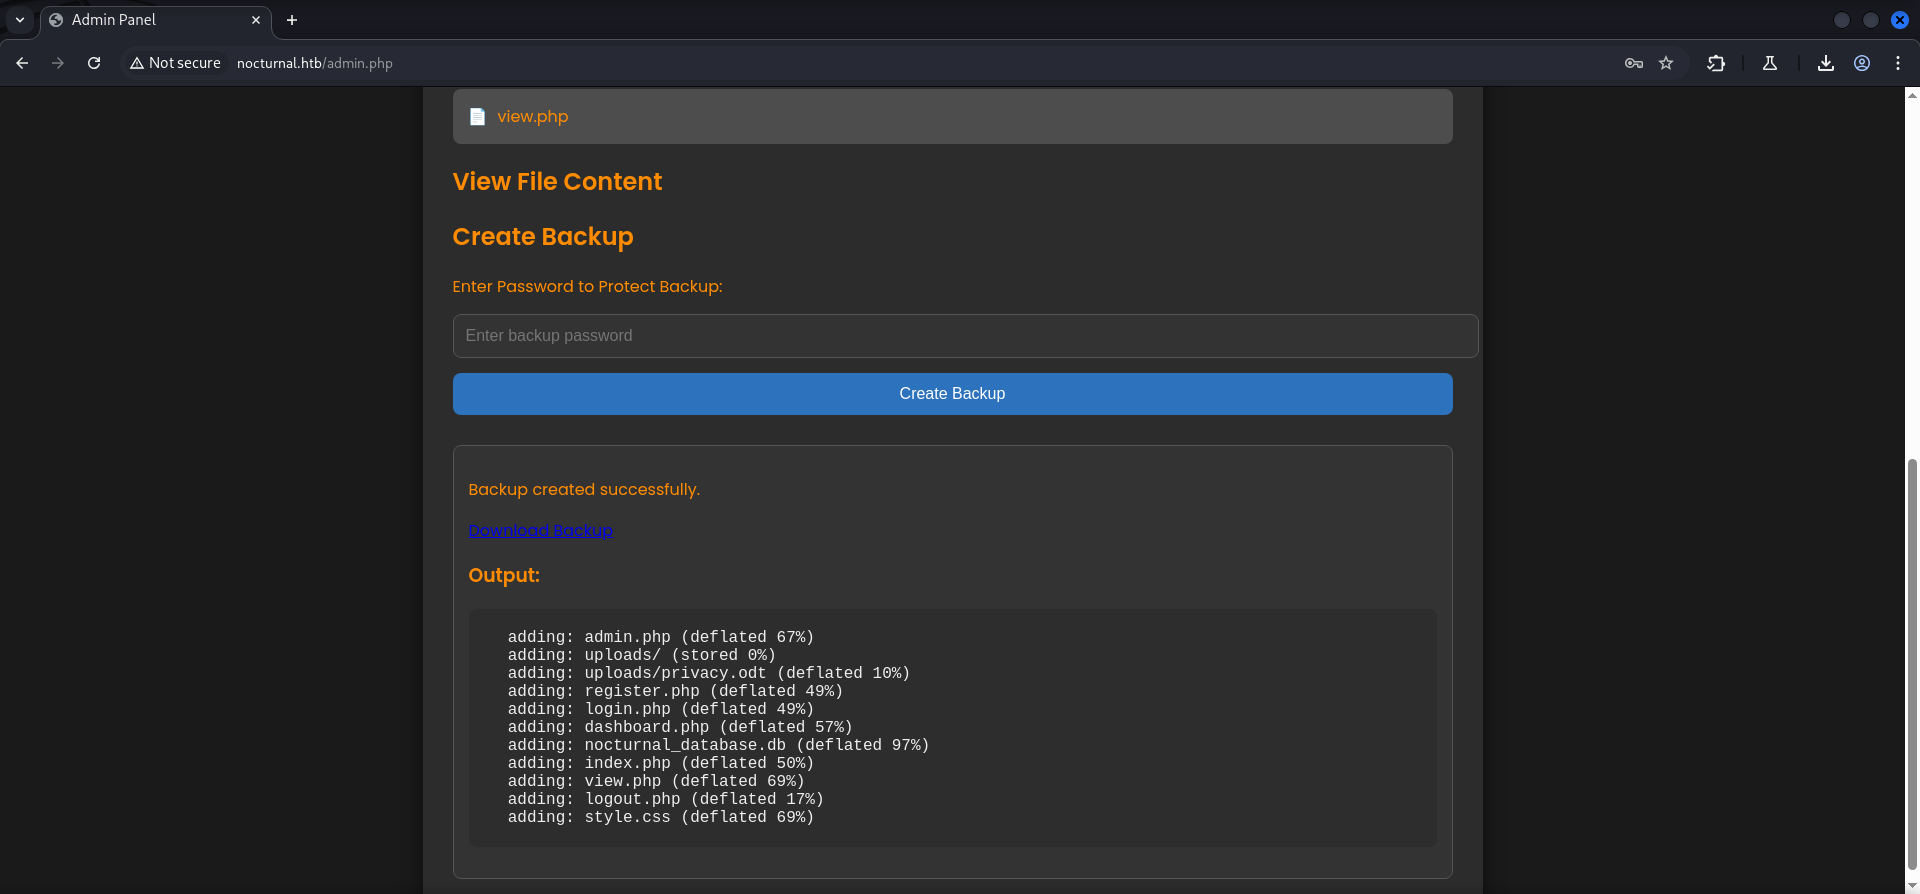 Admin Panel
Not secure
nocturnal.htb/admin.php
view.php
View File Content
Create Backup
Enter Password to Protect Backup:
Enter backup password
Create Backup
Backup created successfully.
Download Backup
Output:
adding: admin.php (deflated 67%)
adding: uploads/ (stored 0%)
adding: uploads/privacy.odt (deflated 10%)
adding: register.php (deflated 49%)
adding: login.php (deflated 49%)
adding: dashboard.php (deflated 57%)
adding: nocturnal_database.db (deflated 97%)
adding: index.php (deflated 50%)
adding: view.php (deflated 69%)
adding: logout.php (deflated 17%)
adding: style.css (deflated 69%)